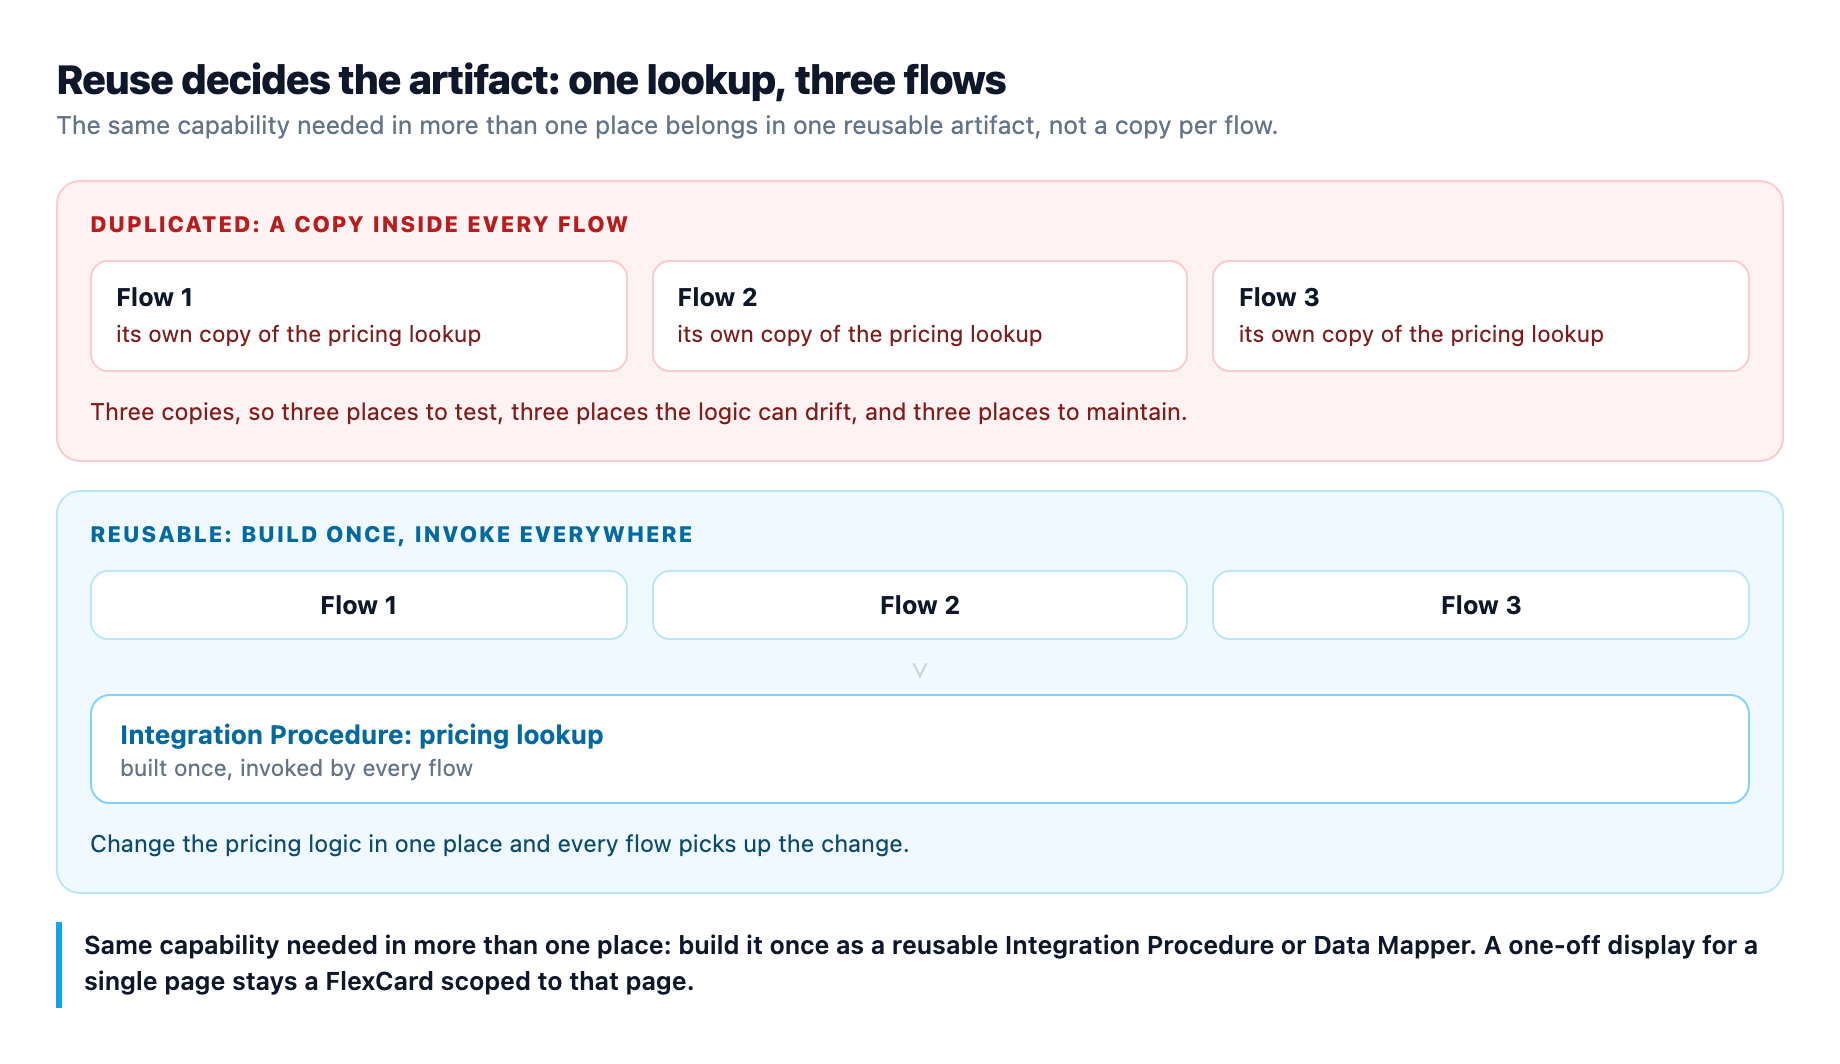 Reuse decides the artifact: one lookup, three flows
The same capability needed in more than one place belongs in one reusable artifact, not a copy per flow.
DUPLICATED: A COPY INSIDE EVERY FLOW
Flow 1
its own copy of the pricing lookup
Flow 2
its own copy of the pricing lookup
Flow 3
its own copy of the pricing lookup
Three copies, so three places to test, three places the logic can drift, and three places to maintain.
REUSABLE: BUILD ONCE, INVOKE EVERYWHERE
Flow 1
Flow 2
Flow 3
Integration Procedure: pricing lookup
built once, invoked by every flow
Change the pricing logic in one place and every flow picks up the change.
Same capability needed in more than one place: build it once as a reusable Integration Procedure or Data Mapper. A one-off display for a
single page stays a FlexCard scoped to that page.